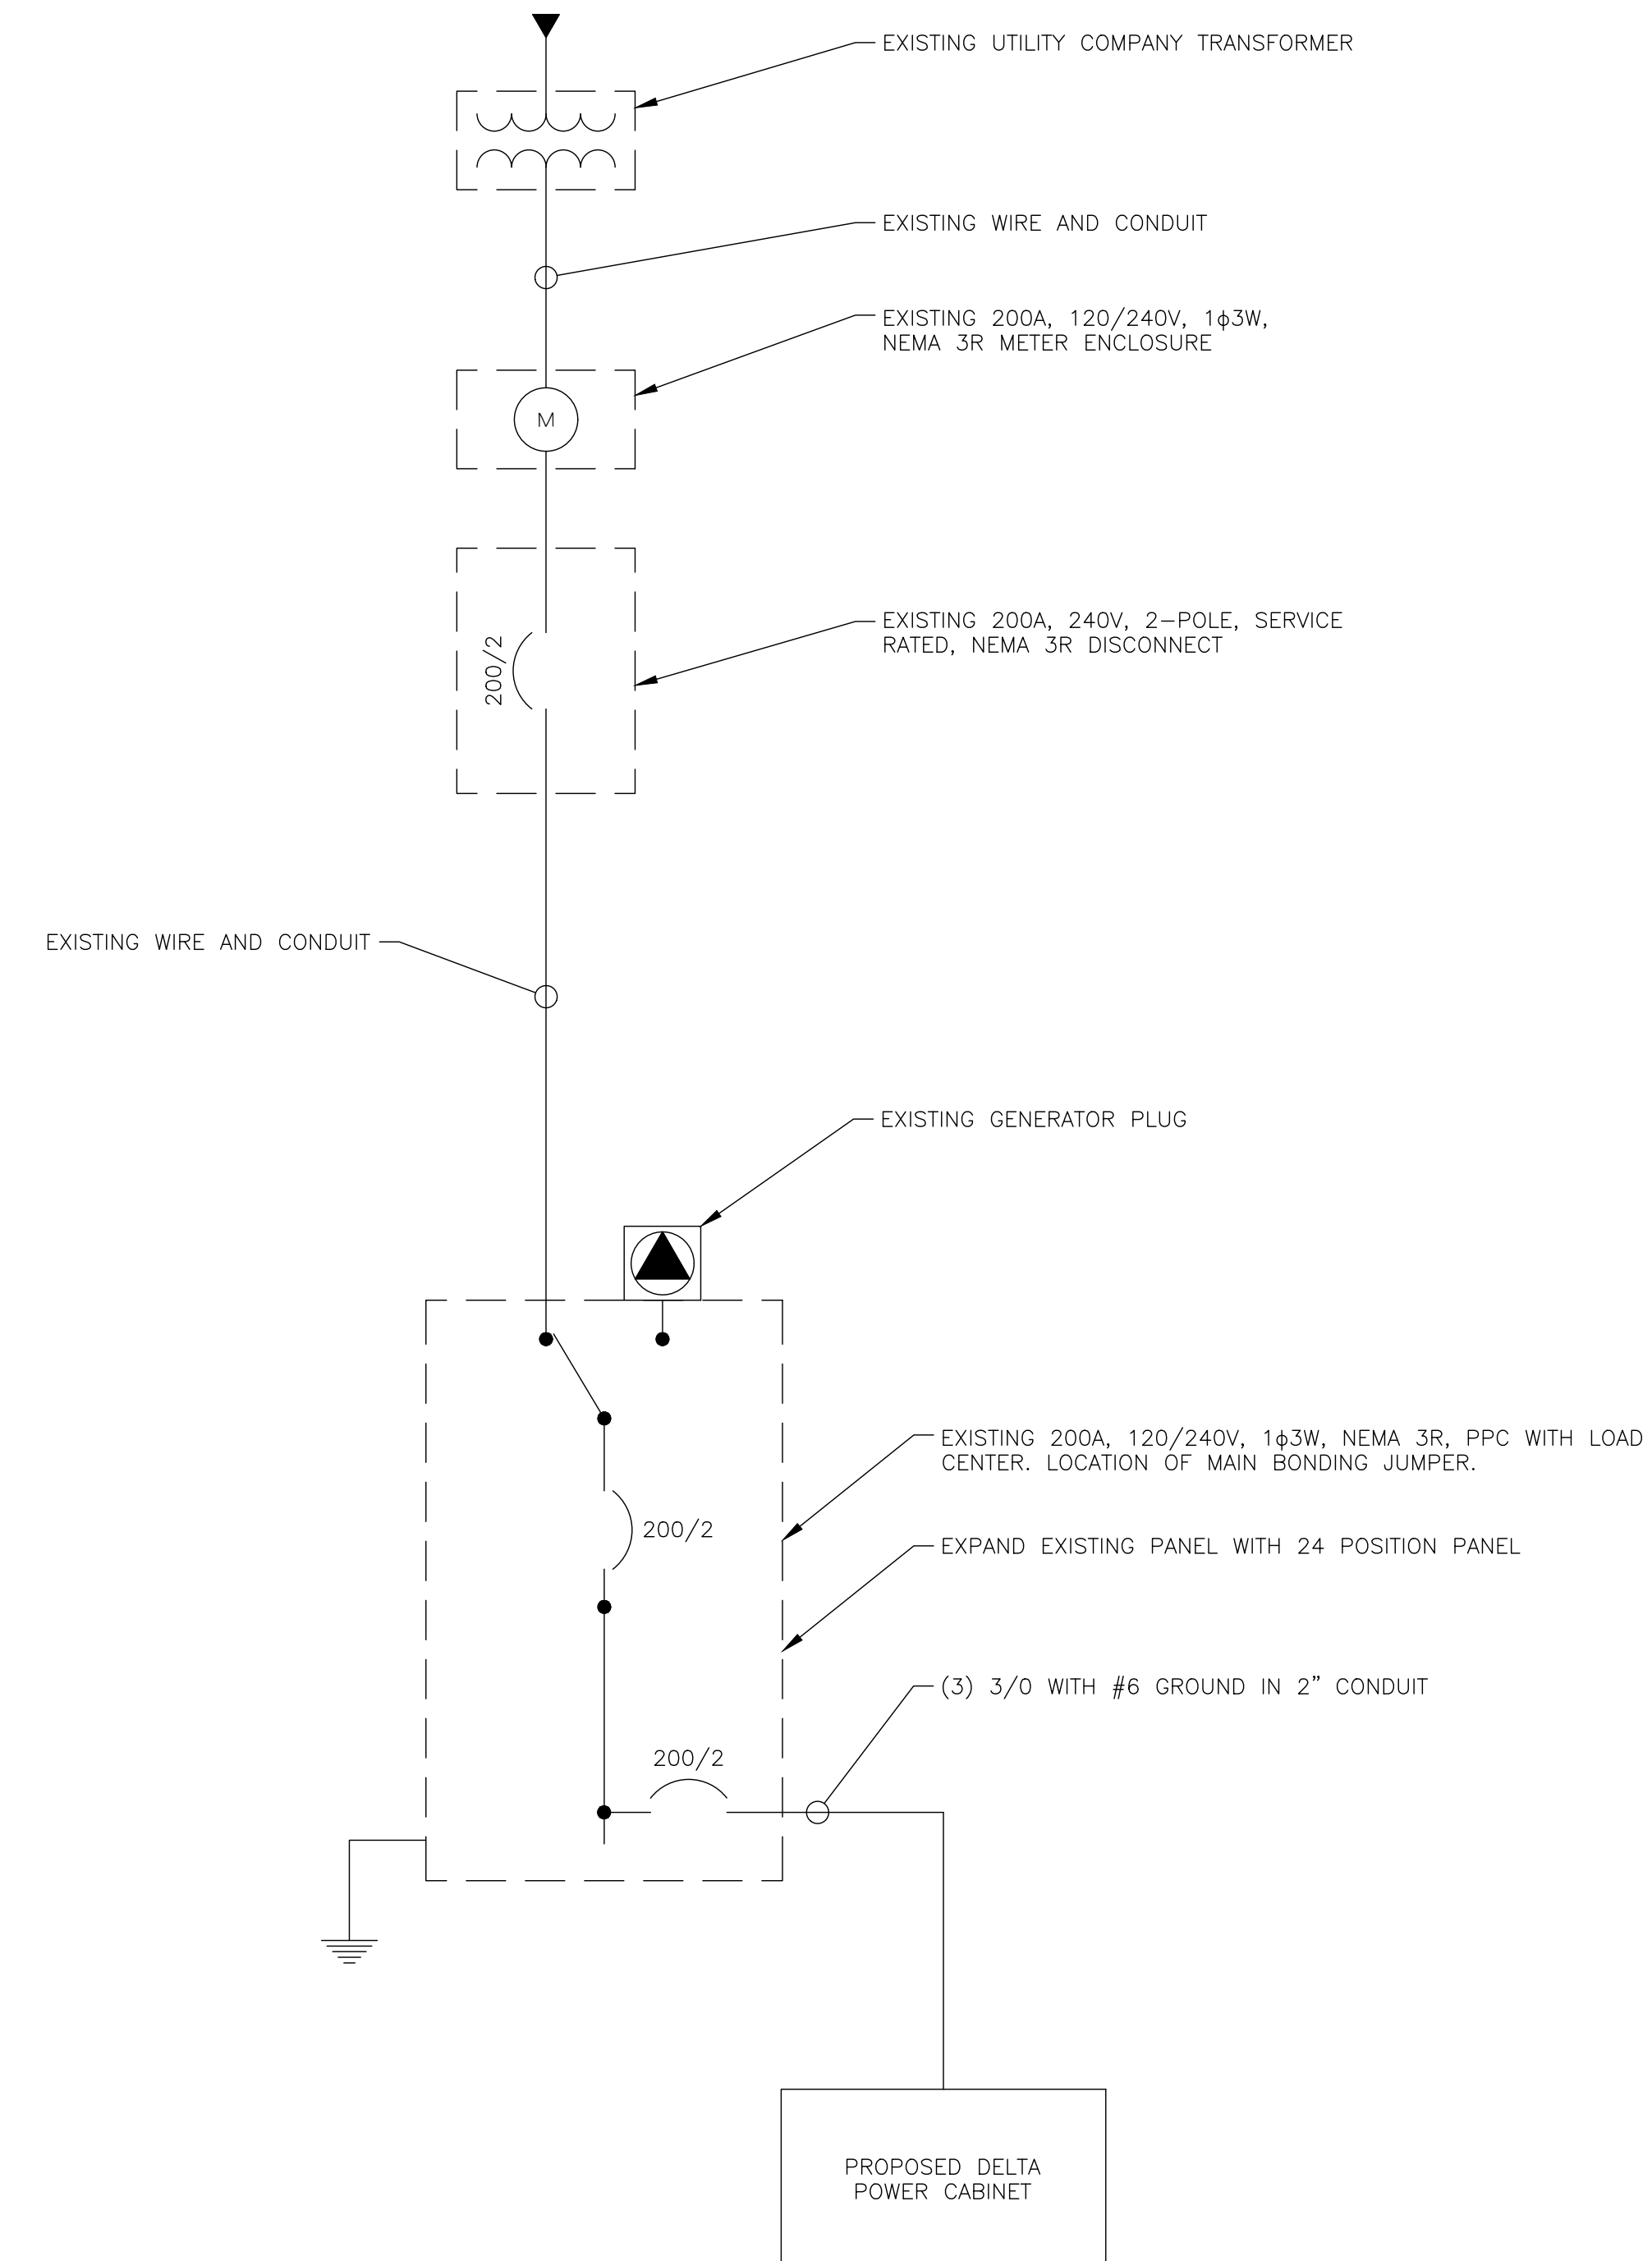 EXISTING UTILITY COMPANY TRANSFORMER
EXISTING WIRE AND CONDUIT
EXISTING 200A, 120/240V, 1ϕ3W,
NEMA 3R METER ENCLOSURE
M
EXISTING 200A, 240V, 2-POLE, SERVICE
RATED, NEMA 3R DISCONNECT
200/2
EXISTING WIRE AND CONDUIT
EXISTING GENERATOR PLUG
EXISTING 200A, 120/240V, 1ϕ3W, NEMA 3R, PPC WITH LOAD
CENTER. LOCATION OF MAIN BONDING JUMPER.
200/2
EXPAND EXISTING PANEL WITH 24 POSITION PANEL
(3) 3/0 WITH #6 GROUND IN 2" CONDUIT
200/2
PROPOSED DELTA
POWER CABINET